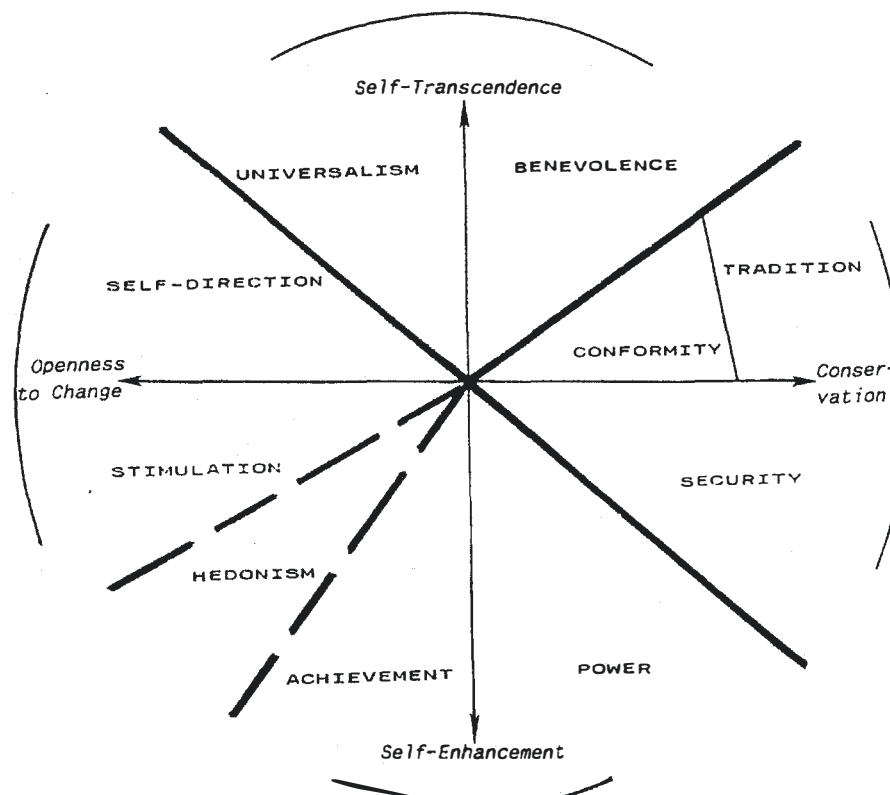 Self-Transcendence
UNIVERSALISM
BENEVOLENCE
SELF-DIRECTION
TRADITION
CONFORMITY
Openness
to Change
Conser-
vation
STIMULATION
SECURITY
HEDONISM
ACHIEVEMENT
POWER
Self-Enhancement